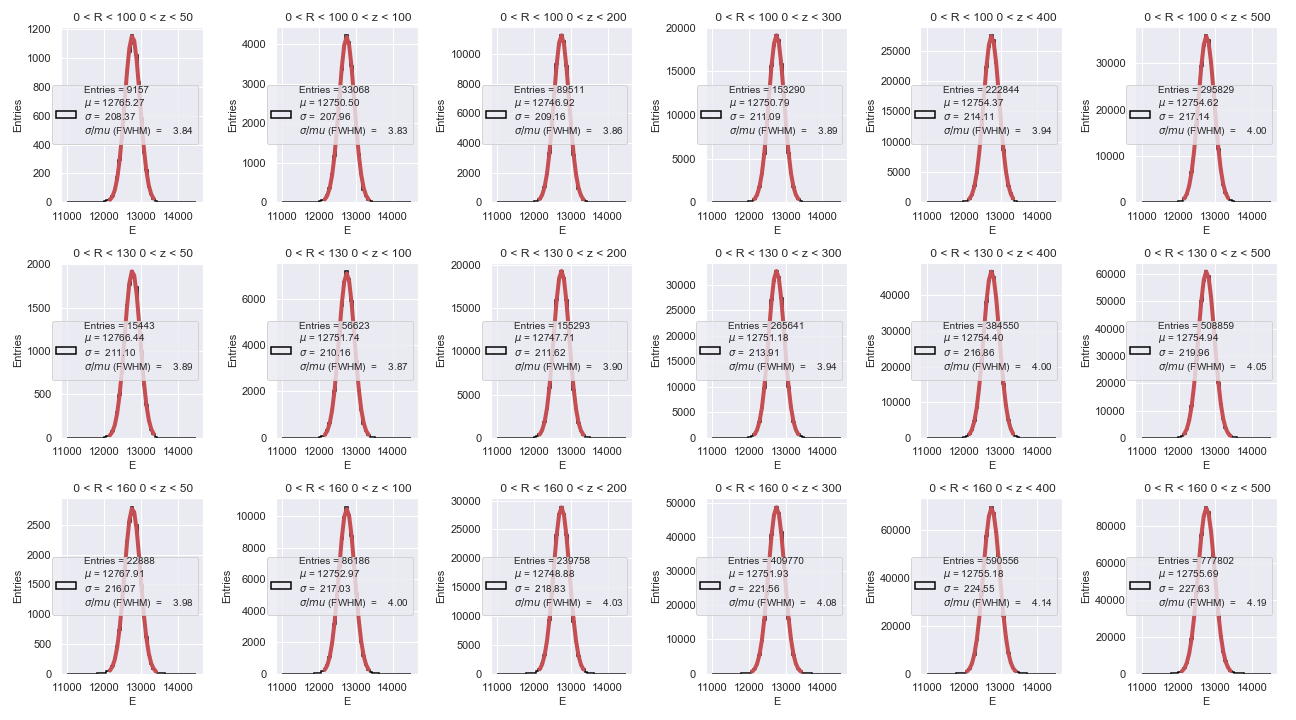 0 < R < 100 0 < z < 50
Entries
1200
1000
800
600
400
200
0
Entries = 9157
μ = 12765.27
σ = 208.37
σ/mu (FWHM) = 3.84
11000 12000 13000 14000
E
0 < R < 100 0 < z < 100
Entries
4000
3000
2000
1000
0
Entries = 33068
μ = 12750.50
σ = 207.96
σ/mu (FWHM) = 3.83
11000 12000 13000 14000
E
0 < R < 100 0 < z < 200
Entries
10000
8000
6000
4000
2000
0
Entries = 89511
μ = 12746.92
σ = 209.16
σ/mu (FWHM) = 3.86
11000 12000 13000 14000
E
0 < R < 100 0 < z < 300
Entries
20000
15000
10000
5000
0
Entries = 153290
μ = 12750.79
σ = 211.09
σ/mu (FWHM) = 3.89
11000 12000 13000 14000
E
0 < R < 100 0 < z < 400
Entries
25000
20000
15000
10000
5000
0
Entries = 222844
μ = 12754.37
σ = 214.11
σ/mu (FWHM) = 3.94
11000 12000 13000 14000
E
0 < R < 100 0 < z < 500
Entries
30000
20000
10000
0
Entries = 295829
μ = 12754.62
σ = 217.14
σ/mu (FWHM) = 4.00
11000 12000 13000 14000
E
0 < R < 130 0 < z < 50
Entries
2000
1500
1000
500
0
Entries = 15443
μ = 12766.44
σ = 211.10
σ/mu (FWHM) = 3.89
11000 12000 13000 14000
E
0 < R < 130 0 < z < 100
Entries
6000
4000
2000
0
Entries = 56623
μ = 12751.74
σ = 210.16
σ/mu (FWHM) = 3.87
11000 12000 13000 14000
E
0 < R < 130 0 < z < 200
Entries
20000
15000
10000
5000
0
Entries = 155293
μ = 12747.71
σ = 211.62
σ/mu (FWHM) = 3.90
11000 12000 13000 14000
E
0 < R < 130 0 < z < 300
Entries
30000
25000
20000
15000
10000
5000
0
Entries = 265641
μ = 12751.18
σ = 213.91
σ/mu (FWHM) = 3.94
11000 12000 13000 14000
E
0 < R < 130 0 < z < 400
Entries
40000
30000
20000
10000
0
Entries = 384550
μ = 12754.40
σ = 216.86
σ/mu (FWHM) = 4.00
11000 12000 13000 14000
E
0 < R < 130 0 < z < 500
Entries
60000
50000
40000
30000
20000
10000
0
Entries = 508859
μ = 12754.94
σ = 219.96
σ/mu (FWHM) = 4.05
11000 12000 13000 14000
E
0 < R < 160 0 < z < 50
Entries
2500
2000
1500
1000
500
0
Entries = 22888
μ = 12767.91
σ = 216.07
σ/mu (FWHM) = 3.98
11000 12000 13000 14000
E
0 < R < 160 0 < z < 100
Entries
10000
8000
6000
4000
2000
0
Entries = 86186
μ = 12752.97
σ = 217.03
σ/mu (FWHM) = 4.00
11000 12000 13000 14000
E
0 < R < 160 0 < z < 200
Entries
30000
25000
20000
15000
10000
5000
0
Entries = 239758
μ = 12748.88
σ = 218.83
σ/mu (FWHM) = 4.03
11000 12000 13000 14000
E
0 < R < 160 0 < z < 300
Entries
50000
40000
30000
20000
10000
0
Entries = 409770
μ = 12751.93
σ = 221.56
σ/mu (FWHM) = 4.08
11000 12000 13000 14000
E
0 < R < 160 0 < z < 400
Entries
60000
40000
20000
0
Entries = 590556
μ = 12755.18
σ = 224.55
σ/mu (FWHM) = 4.14
11000 12000 13000 14000
E
0 < R < 160 0 < z < 500
Entries
80000
60000
40000
20000
0
Entries = 777802
μ = 12755.69
σ = 227.63
σ/mu (FWHM) = 4.19
11000 12000 13000 14000
E